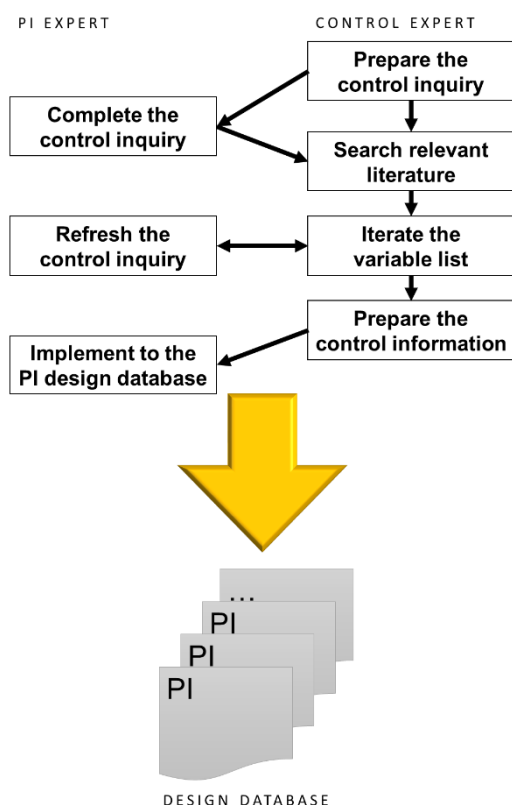 PI EXPERT
CONTROL EXPERT
Prepare the
control inquiry
Complete the
control inquiry
Search relevant
literature
Refresh the
control inquiry
Iterate the
variable list
Prepare the
control information
Implement to the
PI design database
...
PI
PI
PI
DESIGN DATABASE